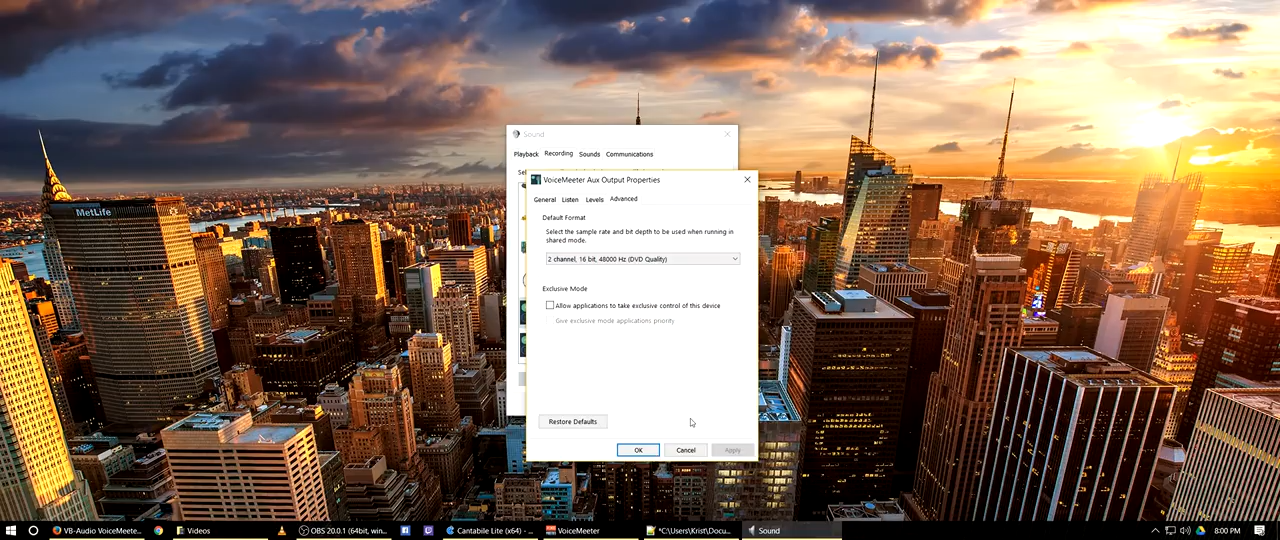 MetLife
Sound
Playback Recording Sounds Communications
VoiceMeeter Aux Output Properties
General Listen Levels Advanced
Default Format
Select the sample rate and bit depth to be used when running in
shared mode.
2 channel, 16 bit, 48000 Hz (DVD Quality)
Exclusive Mode
Allow applications to take exclusive control of this device
Give exclusive mode applications priority
Restore Defaults
OK Cancel Apply
VB-Audio VoiceMeete...
Videos
OBS 20.0.1 (64bit, win...
Cantabile Lite (x64) - ...
VoiceMeeter
*C:\Users\Krist\Docu...
Sound
8:00 PM